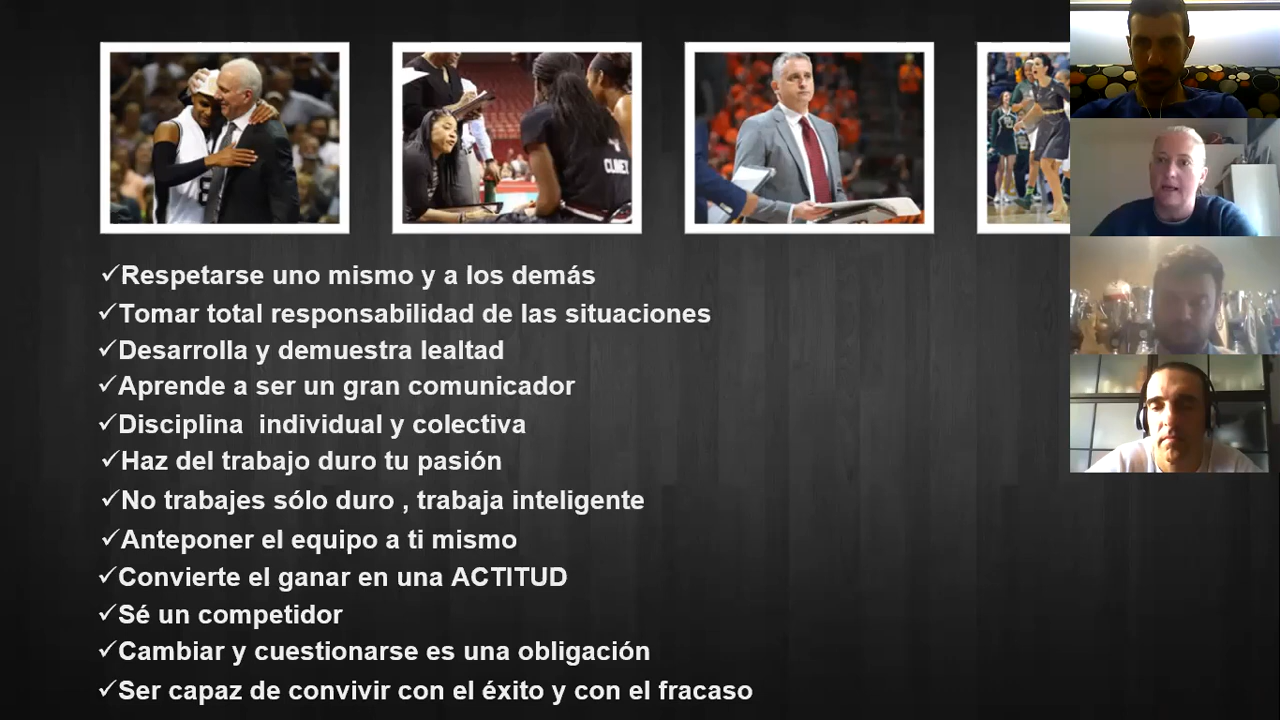 ✓Respetarse uno mismo y a los demás
✓Tomar total responsabilidad de las situaciones
✓Desarrolla y demuestra lealtad
✓Aprende a ser un gran comunicador
✓Disciplina  individual y colectiva
✓Haz del trabajo duro tu pasión
✓No trabajes sólo duro , trabaja inteligente
✓Anteponer el equipo a ti mismo
✓Convierte el ganar en una ACTITUD
✓Sé un competidor
✓Cambiar y cuestionarse es una obligación
✓Ser capaz de convivir con el éxito y con el fracaso